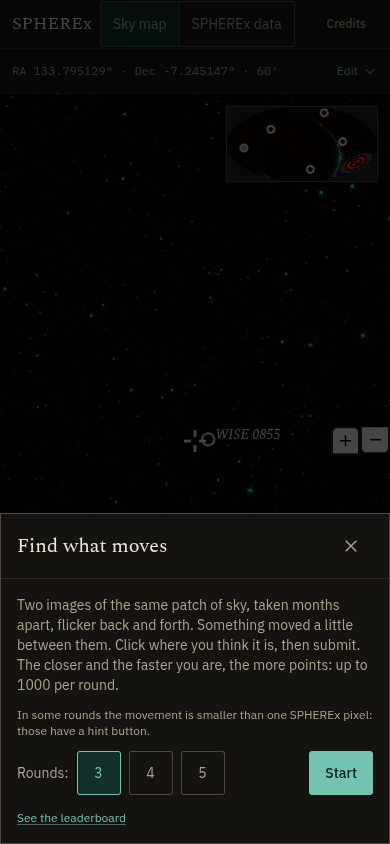 SPHEREx Sky map SPHEREx data Credits
RA 133.795129° · Dec -7.245147° · 60' Edit
WISE 0855
+ −
Find what moves
Two images of the same patch of sky, taken months
apart, flicker back and forth. Something moved a little
between them. Click where you think it is, then submit.
The closer and the faster you are, the more points: up to
1000 per round.
In some rounds the movement is smaller than one SPHEREx pixel:
those have a hint button.
Rounds: 3 4 5 Start
See the leaderboard